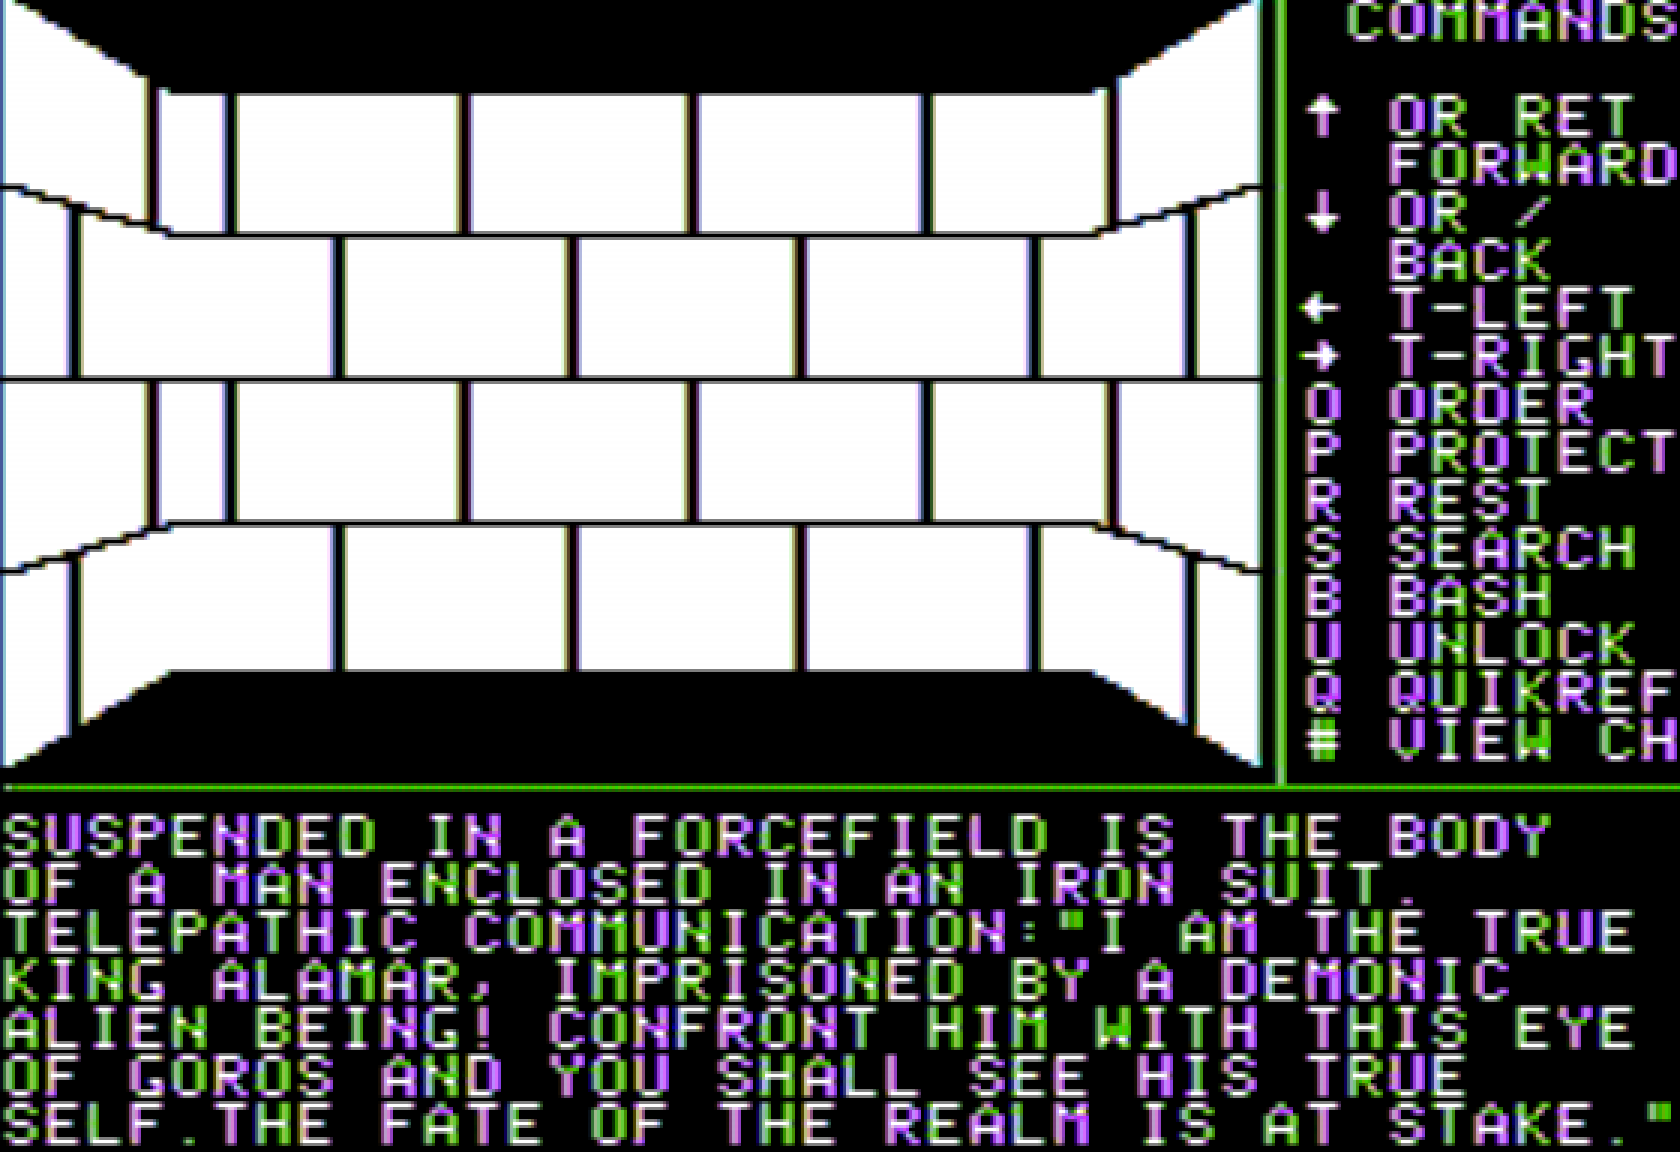 COMMANDS
↑ OR RET
FORWARD
↓ OR /
BACK
← T-LEFT
→ T-RIGHT
O ORDER
P PROTECT
R REST
S SEARCH
B BASH
U UNLOCK
Q QUIKREF
# VIEW CH
SUSPENDED IN A FORCEFIELD IS THE BODY
OF A MAN ENCLOSED IN AN IRON SUIT.
TELEPATHIC COMMUNICATION:"I AM THE TRUE
KING ALAMAR, IMPRISONED BY A DEMONIC
ALIEN BEING! CONFRONT HIM WITH THIS EYE
OF GOROS AND YOU SHALL SEE HIS TRUE
SELF.THE FATE OF THE REALM IS AT STAKE."